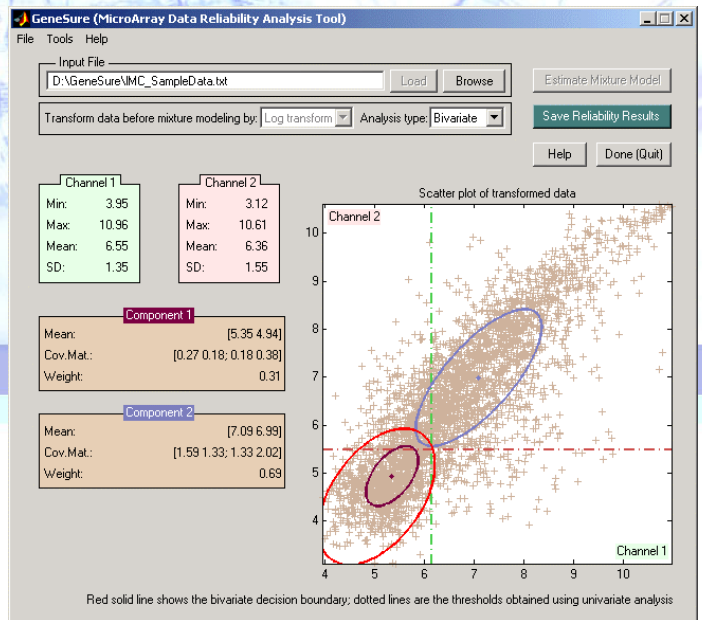 GeneSure (MicroArray Data Reliability Analysis Tool)
File Tools Help
Input File
D:\GeneSure\IMC_SampleData.txt
Load
Browse
Estimate Mixture Model
Transform data before mixture modeling by: Log transform Analysis type: Bivariate
Save Reliability Results
Help
Done (Quit)
Channel 1
Min: 3.95
Max: 10.96
Mean: 6.55
SD: 1.35
Channel 2
Min: 3.12
Max: 10.61
Mean: 6.36
SD: 1.55
Component 1
Mean: [5.35 4.94]
Cov.Mat.: [0.27 0.18; 0.18 0.38]
Weight: 0.31
Component 2
Mean: [7.09 6.99]
Cov.Mat.: [1.59 1.33; 1.33 2.02]
Weight: 0.69
Scatter plot of transformed data
Channel 2
10
9
8
7
6
5
4
Channel 1
4 5 6 7 8 9 10
Red solid line shows the bivariate decision boundary; dotted lines are the thresholds obtained using univariate analysis